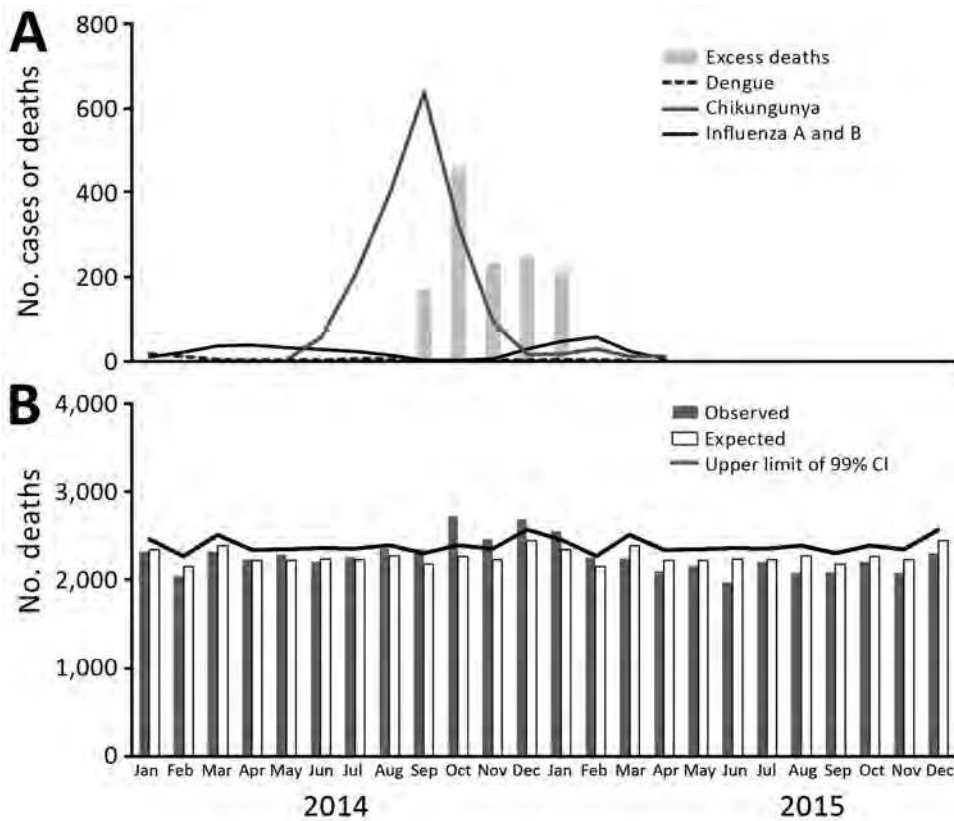 A
No. cases or deaths
800
600
400
200
0
Excess deaths
Dengue
Chikungunya
Influenza A and B
B
No. deaths
4,000
3,000
2,000
1,000
0
Observed
Expected
Upper limit of 99% CI
Jan Feb Mar Apr May Jun Jul Aug Sep Oct Nov Dec Jan Feb Mar Apr May Jun Jul Aug Sep Oct Nov Dec
2014 2015